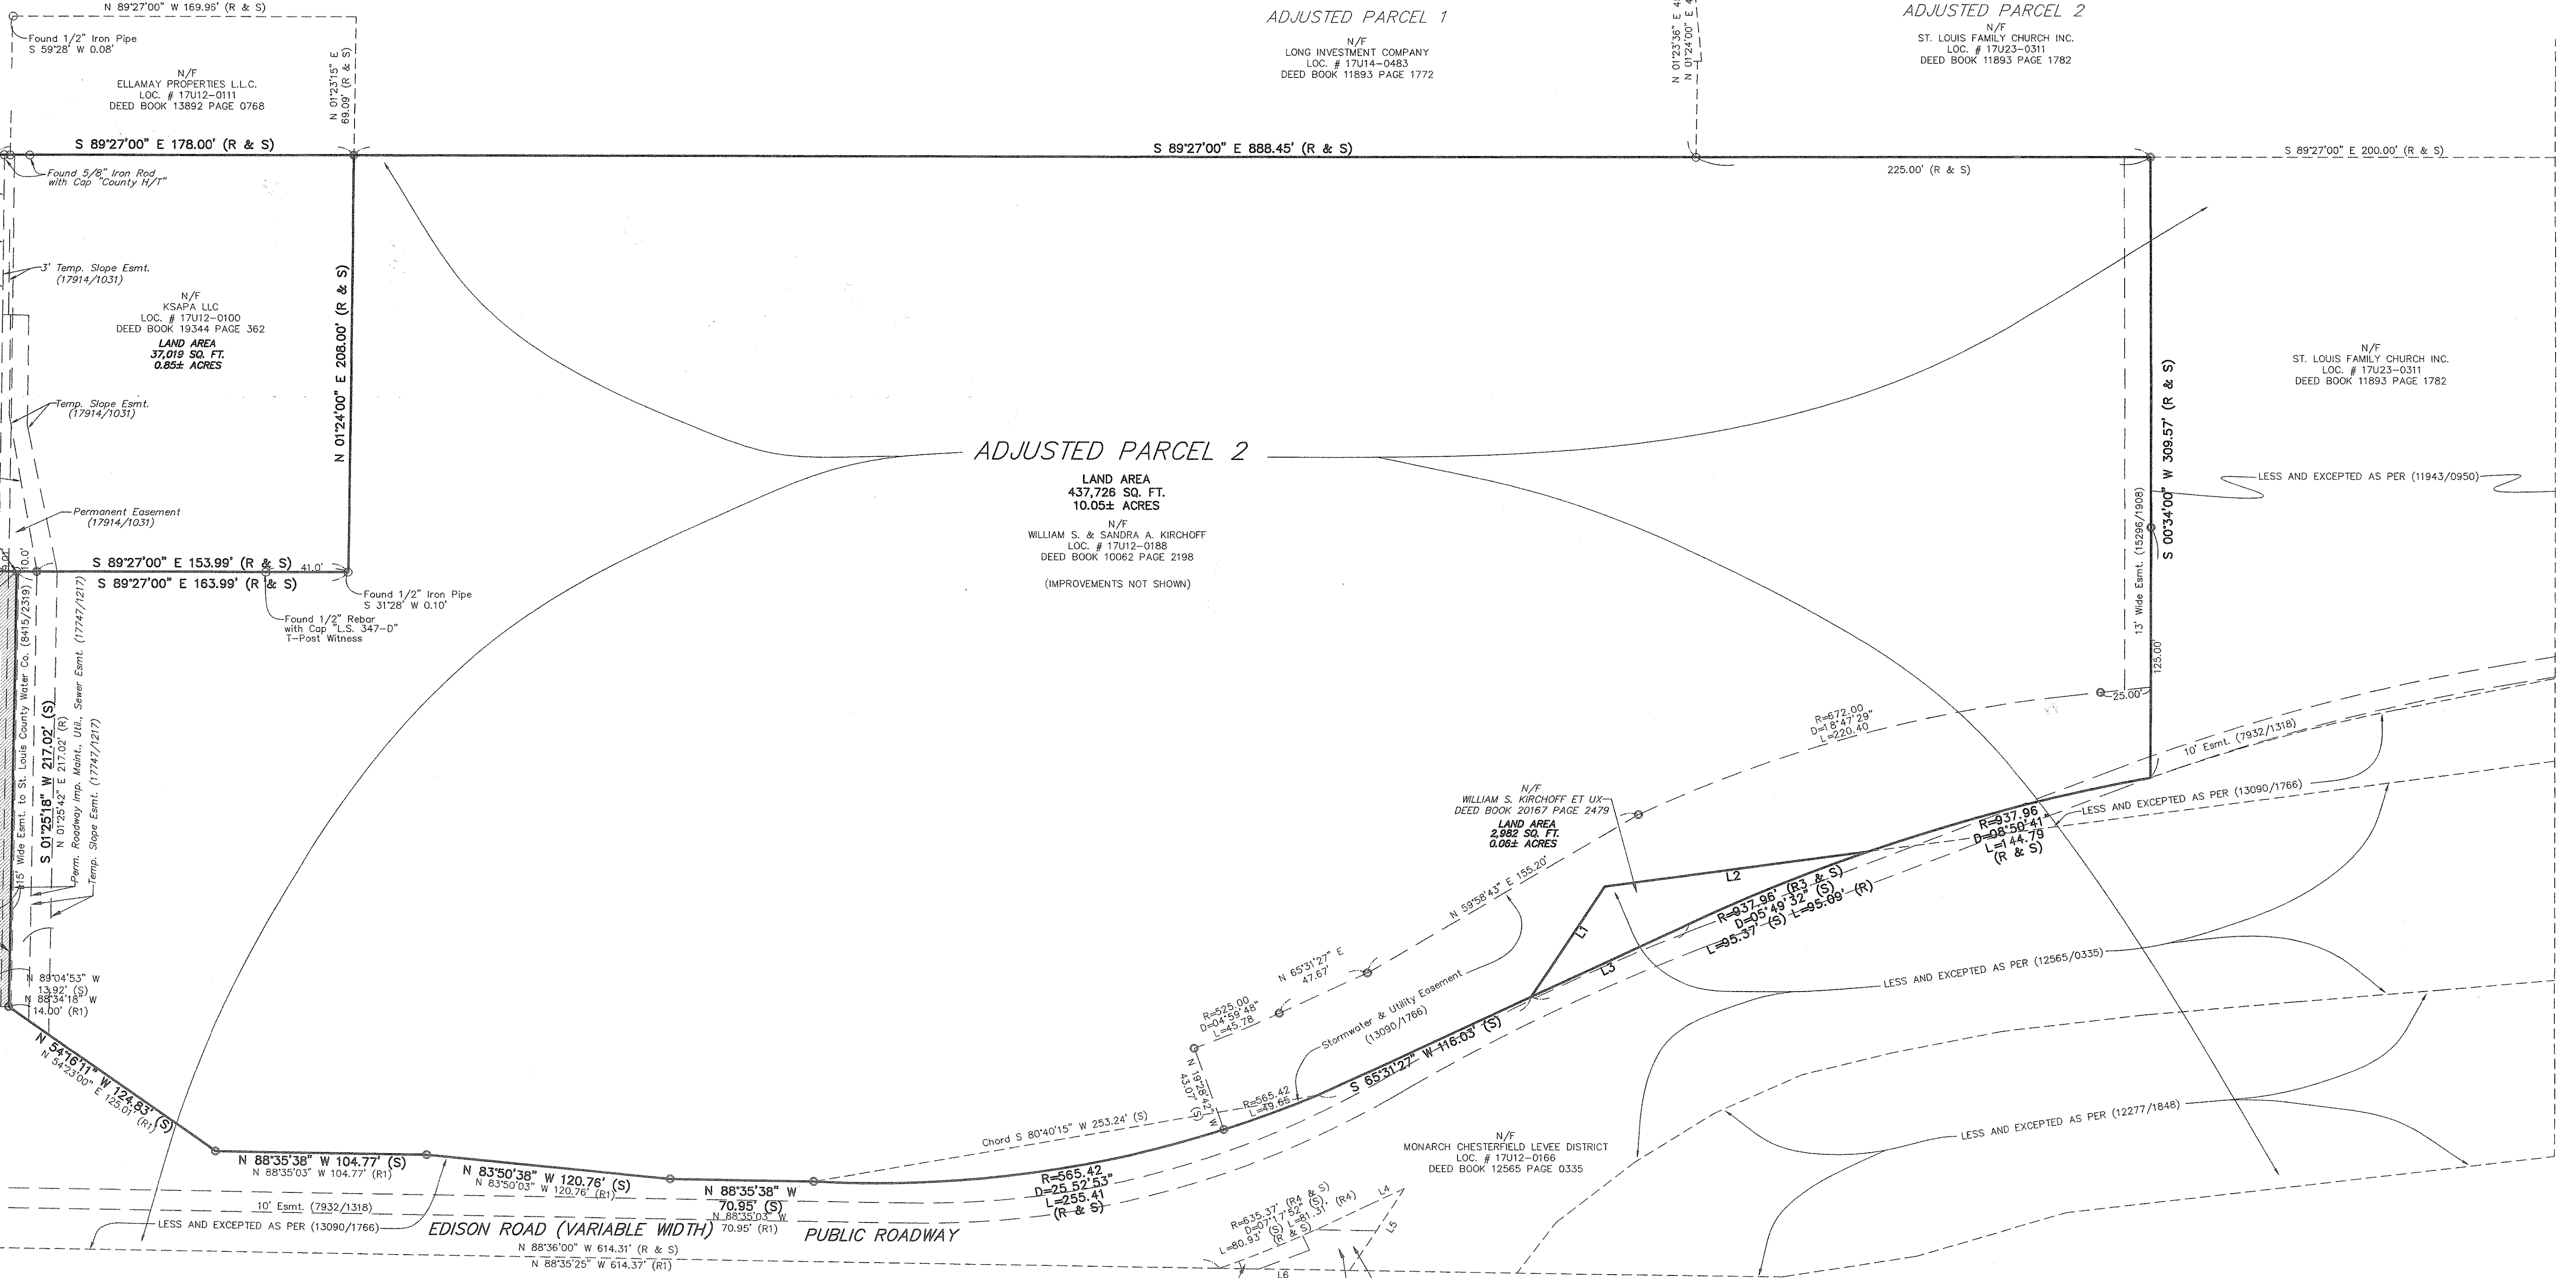 N 89°27'00" W 169.95' (R & S)
Found 1/2" Iron Pipe
S 59°28' W 0.08'
N/F
ELLAMAY PROPERTIES L.L.C.
LOC. # 17U12-0111
DEED BOOK 13892 PAGE 0768
N 01°23'15" E
69.09' (R & S)
ADJUSTED PARCEL 1
N/F
LONG INVESTMENT COMPANY
LOC. # 17U14-0483
DEED BOOK 11893 PAGE 1772
N 01°23'36" E
N 01°24'00" E
ADJUSTED PARCEL 2
N/F
ST. LOUIS FAMILY CHURCH INC.
LOC. # 17U23-0311
DEED BOOK 11893 PAGE 1782
S 89°27'00" E 178.00' (R & S)
S 89°27'00" E 888.45' (R & S)
225.00' (R & S)
S 89°27'00" E 200.00' (R & S)
Found 5/8" Iron Rod
with Cap "County H/T"
3' Temp. Slope Esmt.
(17914/1031)
N/F
KSAPA LLC
LOC. # 17U12-0100
DEED BOOK 19344 PAGE 362
LAND AREA
37,019 SQ. FT.
0.85± ACRES
N 01°24'00" E 208.00' (R & S)
Temp. Slope Esmt.
(17914/1031)
Permanent Easement
(17914/1031)
10.0'
S 89°27'00" E 153.99' (R & S)
41.0'
S 89°27'00" E 163.99' (R & S)
Found 1/2" Iron Pipe
S 31°28' W 0.10'
Found 1/2" Rebar
with Cap "L.S. 347-D"
T-Post Witness
ADJUSTED PARCEL 2
LAND AREA
437,726 SQ. FT.
10.05± ACRES
N/F
WILLIAM S. & SANDRA A. KIRCHOFF
LOC. # 17U12-0188
DEED BOOK 10062 PAGE 2198
(IMPROVEMENTS NOT SHOWN)
N/F
ST. LOUIS FAMILY CHURCH INC.
LOC. # 17U23-0311
DEED BOOK 11893 PAGE 1782
S 00°34'00" W 309.57' (R & S)
13' Wide Esmt. (15296/1908)
LESS AND EXCEPTED AS PER (11943/0950)
125.00'
25.00'
15' Wide Esmt. to St. Louis County Water Co. (8415/2319)
S 01°25'18" W 217.02' (S)
N 01°25'42" E 217.02' (R)
Perm. Roadway Imp. Maint., Util., Sewer Esmt. (17747/1217)
Temp. Slope Esmt. (17747/1217)
R=672.00
D=18°47'29"
L=220.40
10' Esmt. (7932/1318)
LESS AND EXCEPTED AS PER (13090/1766)
N/F
WILLIAM S. KIRCHOFF ET UX
DEED BOOK 20167 PAGE 2479
LAND AREA
2,982 SQ. FT.
0.06± ACRES
R=937.96
D=08°50'41"
L=144.79
(R & S)
L2
L1
L3
R=937.96' (R3 & S)
D=05°49'32" (S)
L=95.37' (S) L=95.09' (R)
N 59°58'43" E 155.20'
N 65°31'27" E
47.67'
LESS AND EXCEPTED AS PER (12565/0335)
Stormwater & Utility Easement
(13090/1766)
R=525.00
D=04°59'48"
L=45.78
S 65°31'27" W 116.03' (S)
N 19°28'42" W
43.07' (S)
R=565.42
L=49.66
N 89°04'53" W
13.92' (S)
N 88°34'18" W
14.00' (R1)
N 54°16'11" W 124.83' (S)
N 54°23'00" E 125.01' (R1)
Chord S 80°40'15" W 253.24' (S)
LESS AND EXCEPTED AS PER (12277/1848)
N/F
MONARCH CHESTERFIELD LEVEE DISTRICT
LOC. # 17U12-0166
DEED BOOK 12565 PAGE 0335
N 88°35'38" W 104.77' (S)
N 88°35'03" W 104.77' (R1)
N 83°50'38" W 120.76' (S)
N 83°50'03" W 120.76' (R1)
N 88°35'38" W
70.95' (S)
N 88°35'03" W
70.95' (R1)
R=565.42
D=25°52'53"
L=255.41
(R & S)
R=635.37' (R4 & S)
D=07°17'52" (S)
L=80.93' (S) L=81.31' (R4)
(R & S)
L4
L5
L6
10' Esmt. (7932/1318)
LESS AND EXCEPTED AS PER (13090/1766)
EDISON ROAD (VARIABLE WIDTH)
PUBLIC ROADWAY
N 88°36'00" W 614.31' (R & S)
N 88°35'25" W 614.37' (R1)